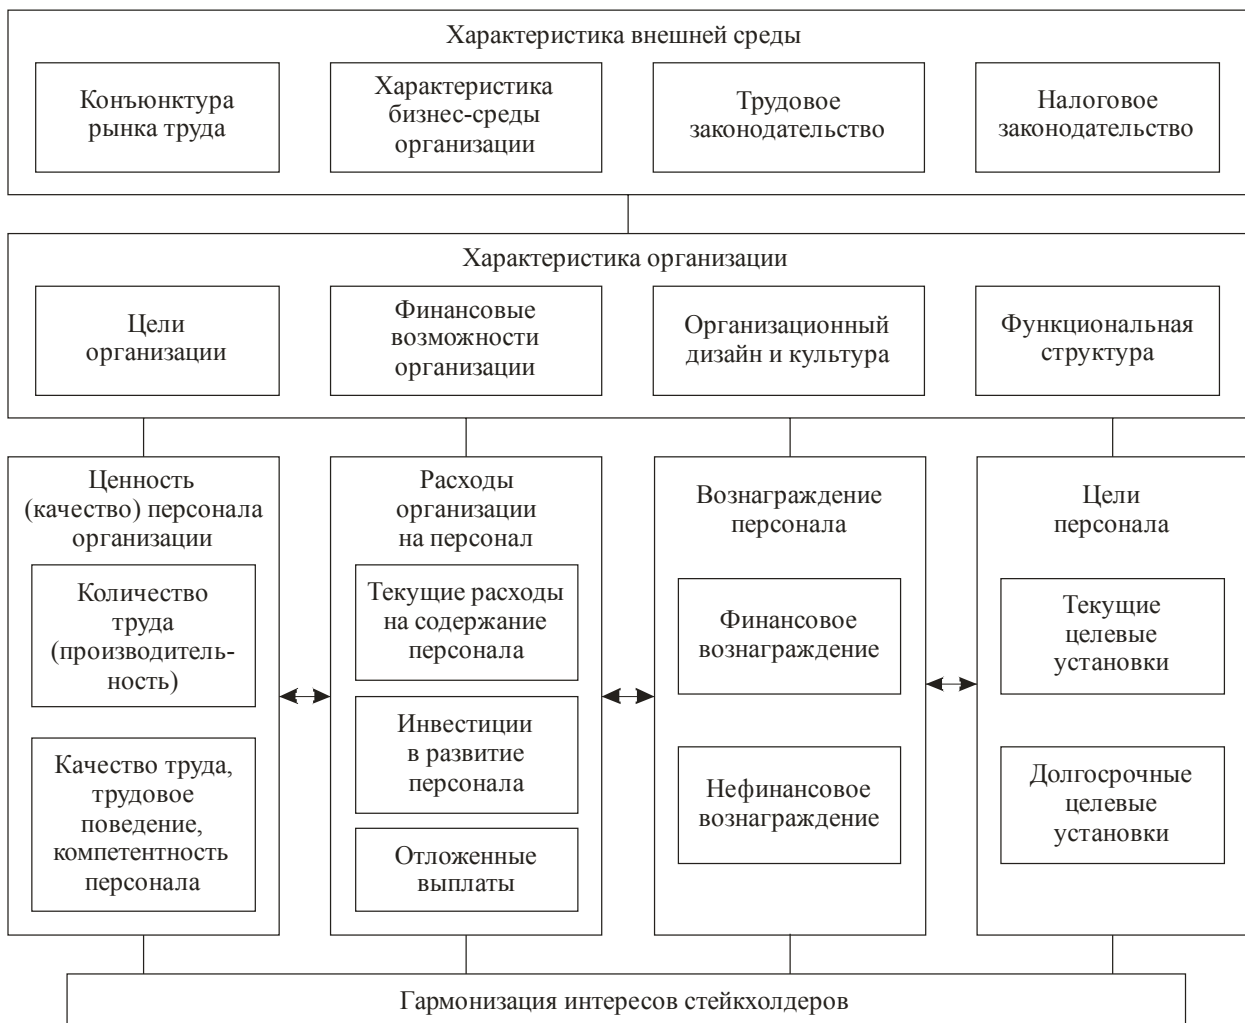 Характеристика внешней среды
Конъюнктура
рынка труда
Характеристика
бизнес-среды
организации
Трудовое
законодательство
Налоговое
законодательство
Характеристика организации
Цели
организации
Финансовые
возможности
организации
Организационный
дизайн и культура
Функциональная
структура
Ценность
(качество) персонала
организации
Количество
труда
(производитель-
ность)
Качество труда,
трудовое
поведение,
компетентность
персонала
Расходы
организации
на персонал
Текущие расходы
на содержание
персонала
Инвестиции
в развитие
персонала
Отложенные
выплаты
Вознаграждение
персонала
Финансовое
вознаграждение
Нефинансовое
вознаграждение
Цели
персонала
Текущие
целевые
установки
Долгосрочные
целевые
установки
Гармонизация интересов стейкхолдеров